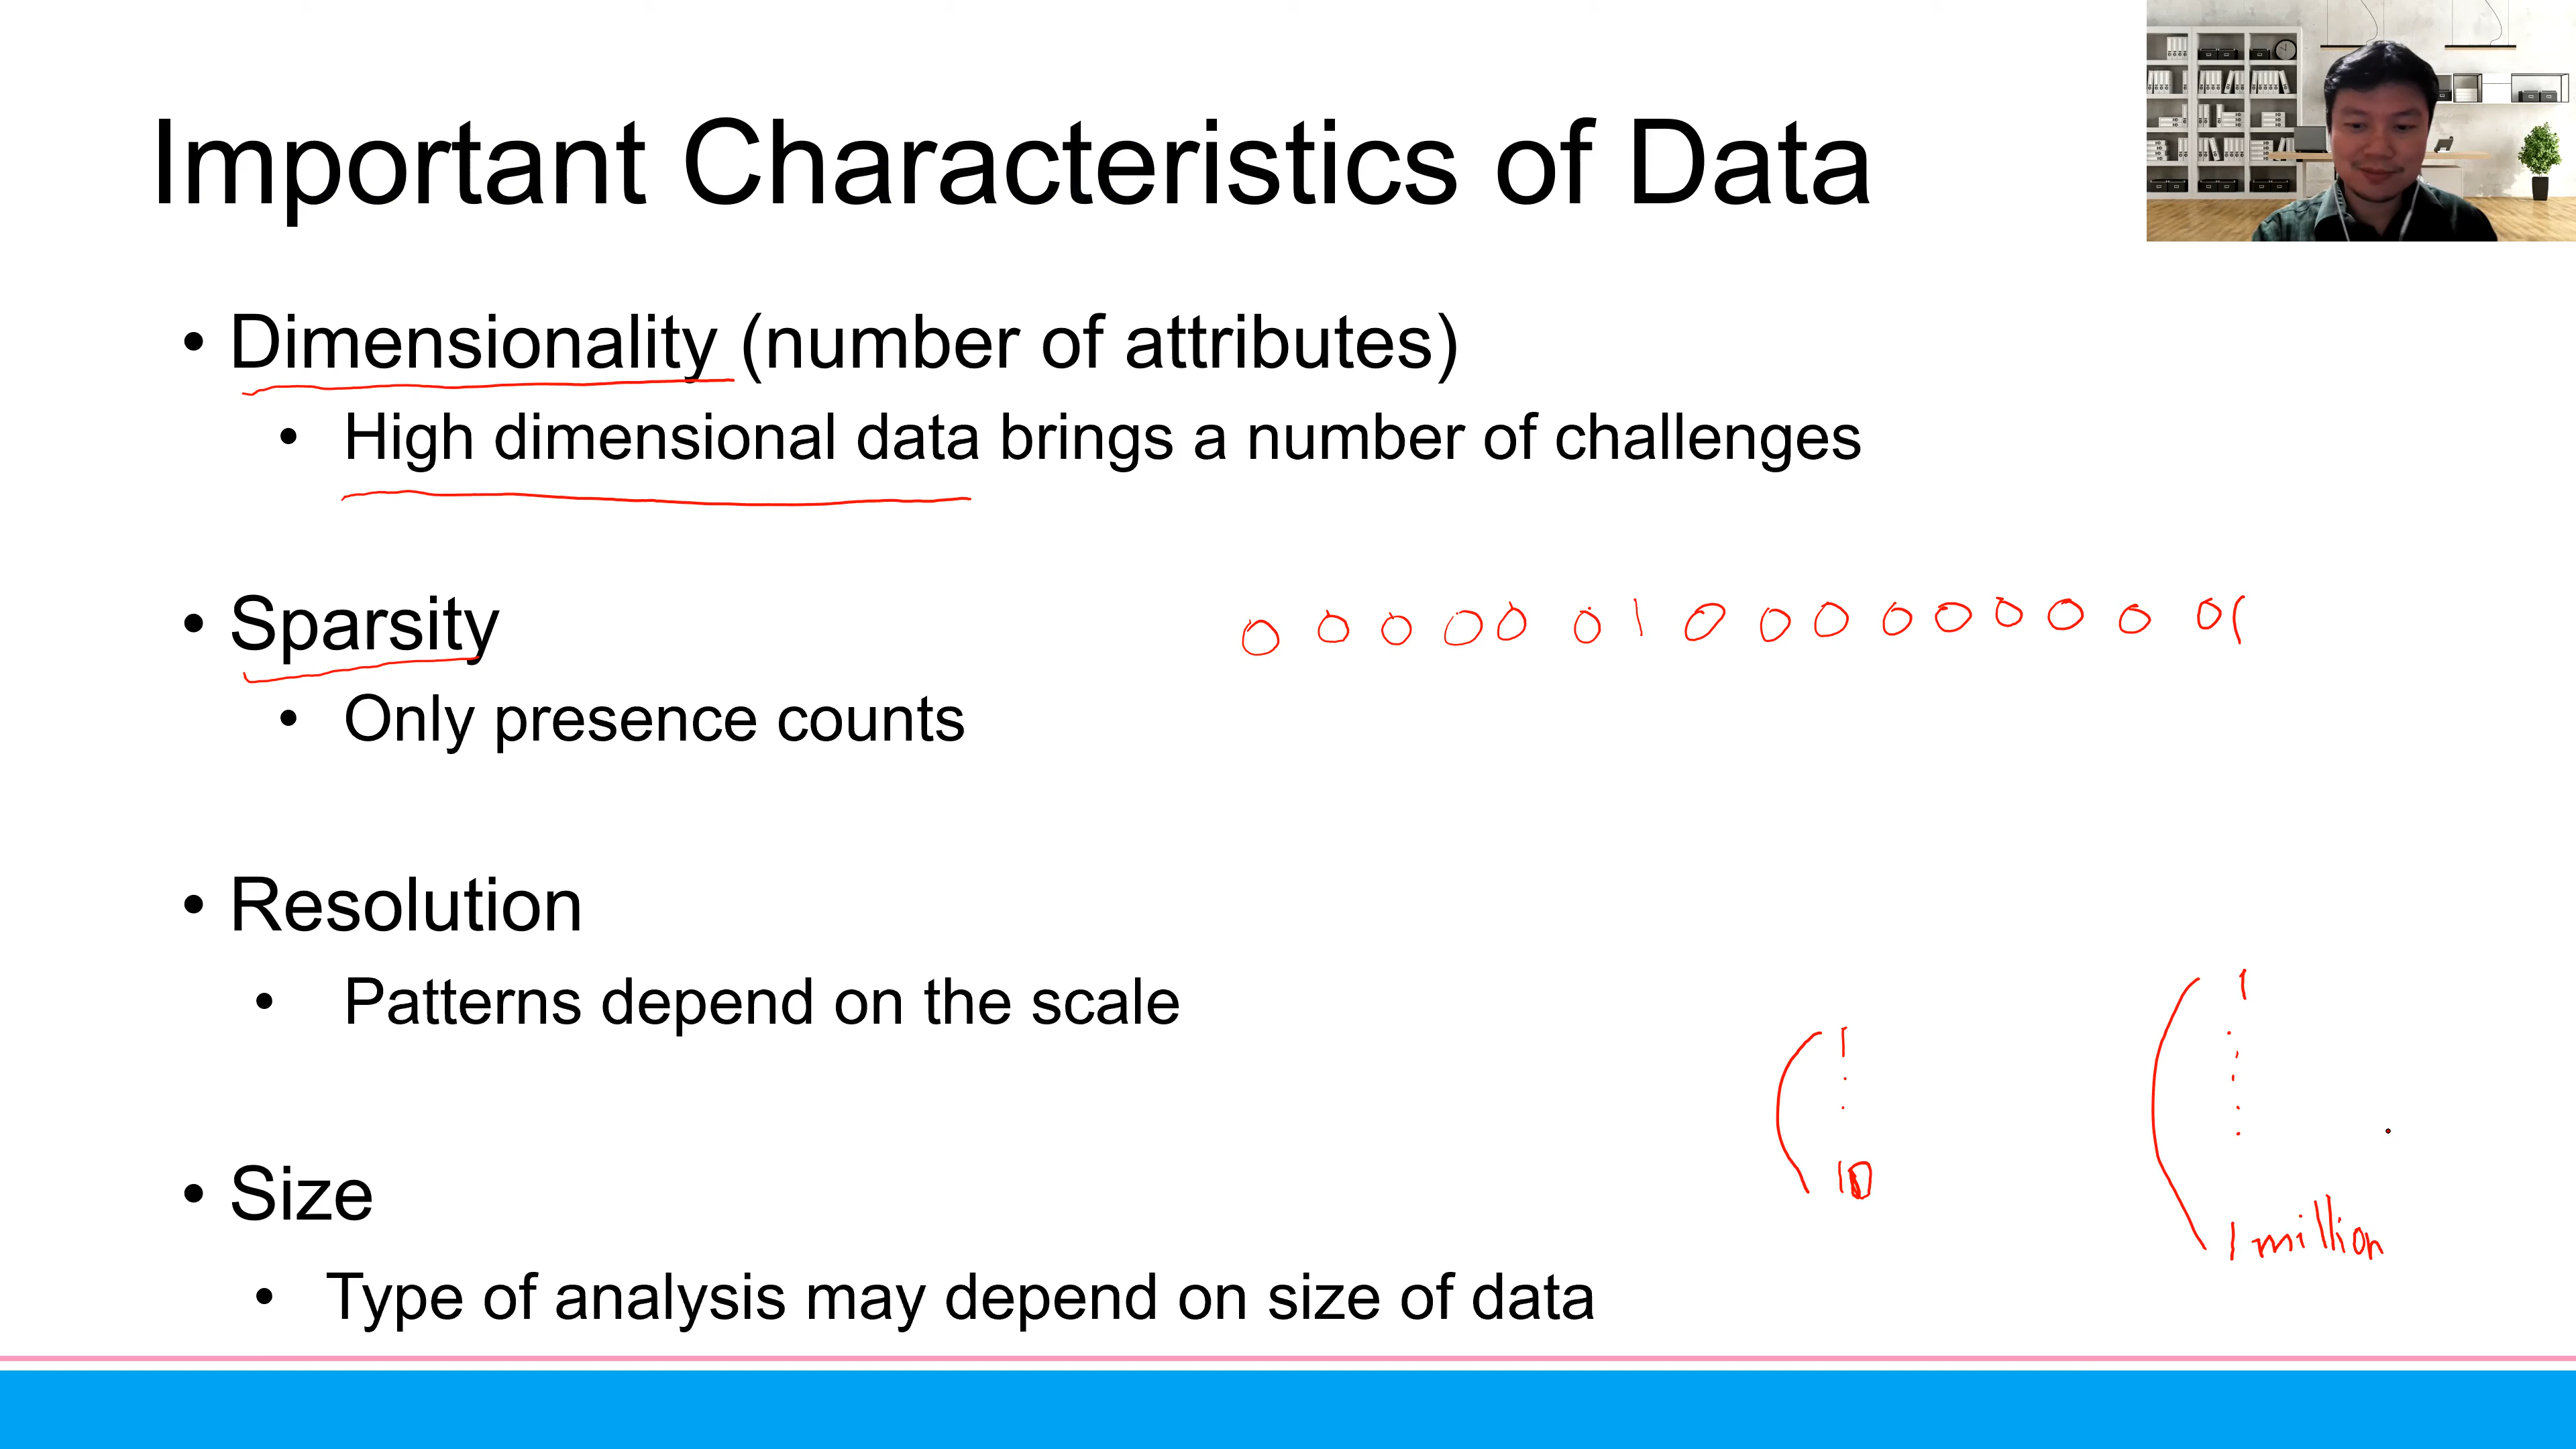 Important Characteristics of Data
• Dimensionality (number of attributes)
• High dimensional data brings a number of challenges
• Sparsity
0 0 0 0 0 0 1 0 0 0 0 0 0 0 0 0 1
• Only presence counts
• Resolution
• Patterns depend on the scale
1
.
.
10
1
.
.
.
.
.
1 million
• Size
• Type of analysis may depend on size of data